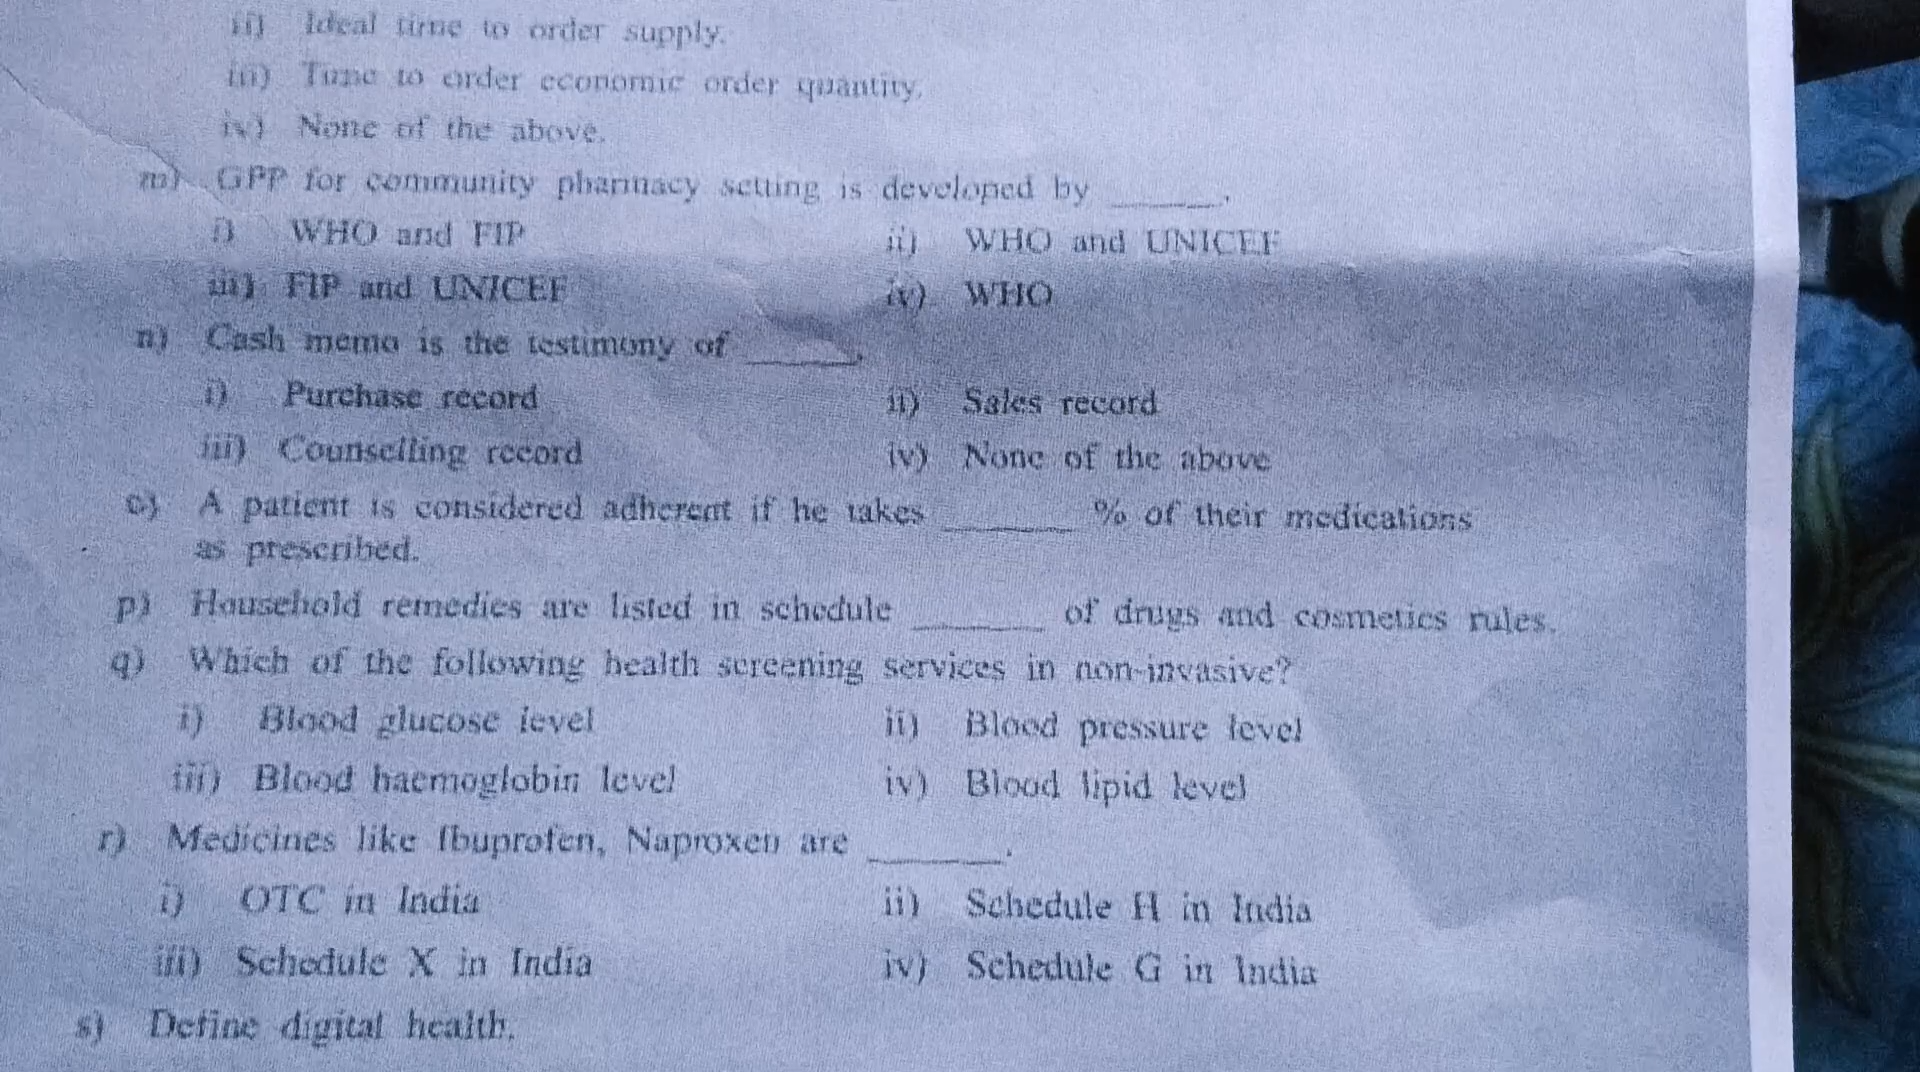 ii) Ideal time to order supply.
iii) Time to order economic order quantity.
iv) None of the above.
m) GPP for community pharmacy setting is developed by ______.
i) WHO and FIP ii) WHO and UNICEF
iii) FIP and UNICEF iv) WHO
n) Cash memo is the testimony of ______.
i) Purchase record ii) Sales record
iii) Counselling record iv) None of the above
o) A patient is considered adherent if he takes ______ % of their medications
as prescribed.
p) Household remedies are listed in schedule ______ of drugs and cosmetics rules.
q) Which of the following health screening services in non-invasive?
i) Blood glucose level ii) Blood pressure level
iii) Blood haemoglobin level iv) Blood lipid level
r) Medicines like Ibuprofen, Naproxen are ______.
i) OTC in India ii) Schedule H in India
iii) Schedule X in India iv) Schedule G in India
s) Define digital health.